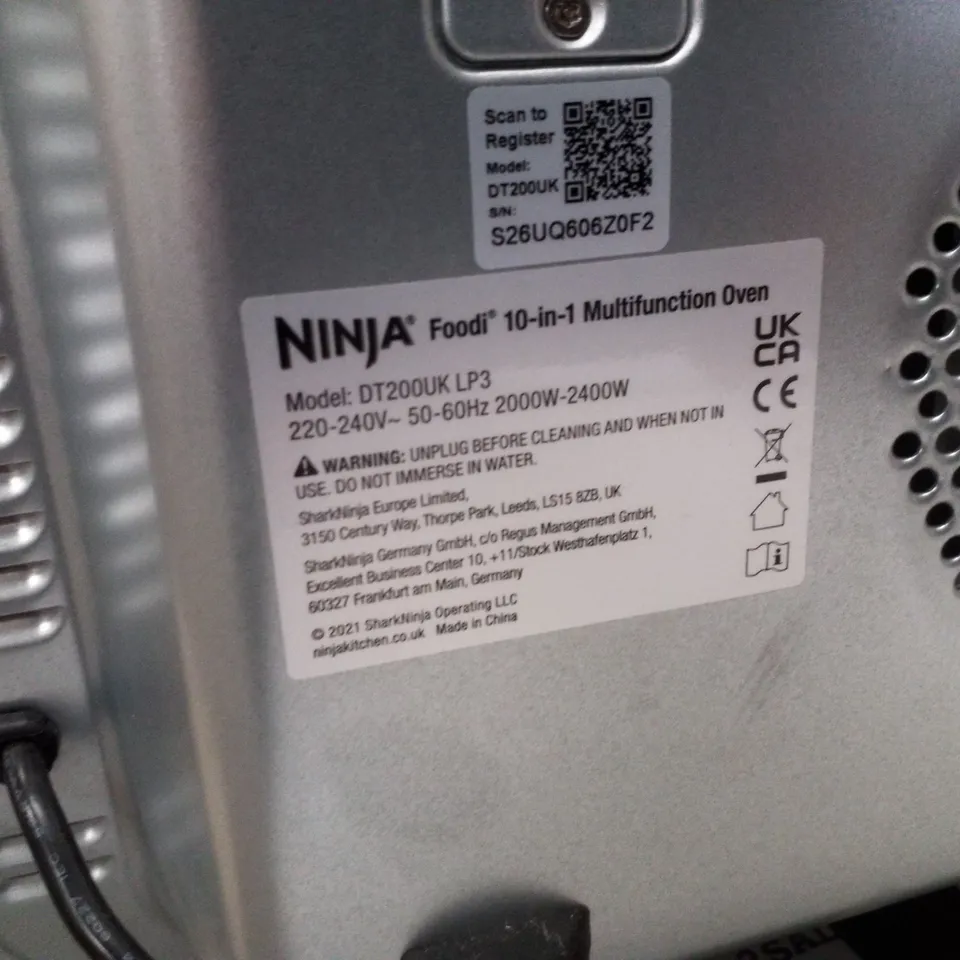 Scan to
Register
Model:
DT200UK
S/N:
S26UQ606Z0F2
NINJA® Foodi® 10-in-1 Multifunction Oven
Model: DT200UK LP3
220-240V~ 50-60Hz 2000W-2400W
WARNING: UNPLUG BEFORE CLEANING AND WHEN NOT IN
USE. DO NOT IMMERSE IN WATER.
SharkNinja Europe Limited,
3150 Century Way, Thorpe Park, Leeds, LS15 8ZB, UK
SharkNinja Germany GmbH, c/o Regus Management GmbH,
Excellent Business Center 10, +11/Stock Westhafenplatz 1,
60327 Frankfurt am Main, Germany
© 2021 SharkNinja Operating LLC
ninjakitchen.co.uk Made in China
UK
CA
CE